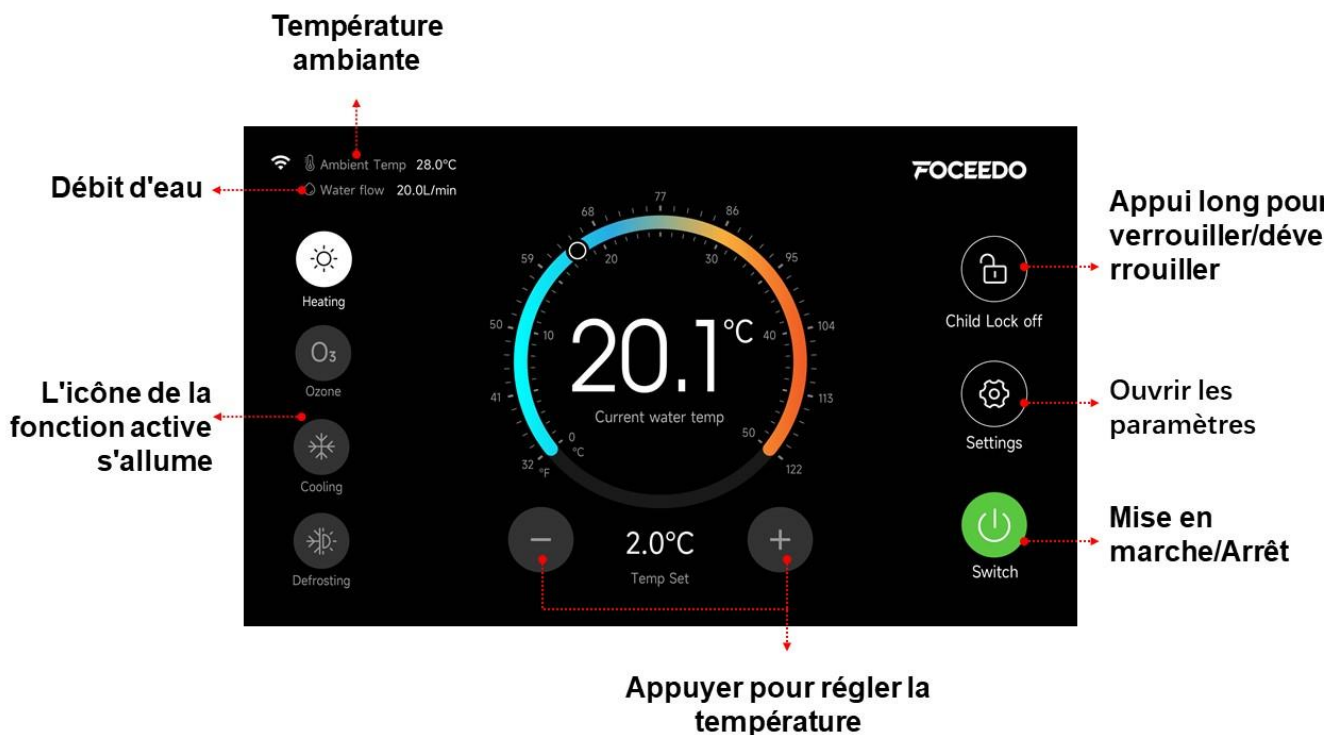 Température
ambiante
Ambient Temp 28.0°C
FOCEEDO
Débit d'eau
Water flow 20.0L/min
Appui long pour
verrouiller/déve
rrouiller
Heating
O₃
Ozone
L'icône de la
fonction active
s'allume
Cooling
Defrosting
32 °F
41
50
59
68
77
86
95
104
113
122
0 °C
10
20
30
40
50
20.1°C
Current water temp
2.0°C
Temp Set
Child Lock off
Settings
Ouvrir les
paramètres
Switch
Mise en
marche/Arrêt
Appuyer pour régler la
température